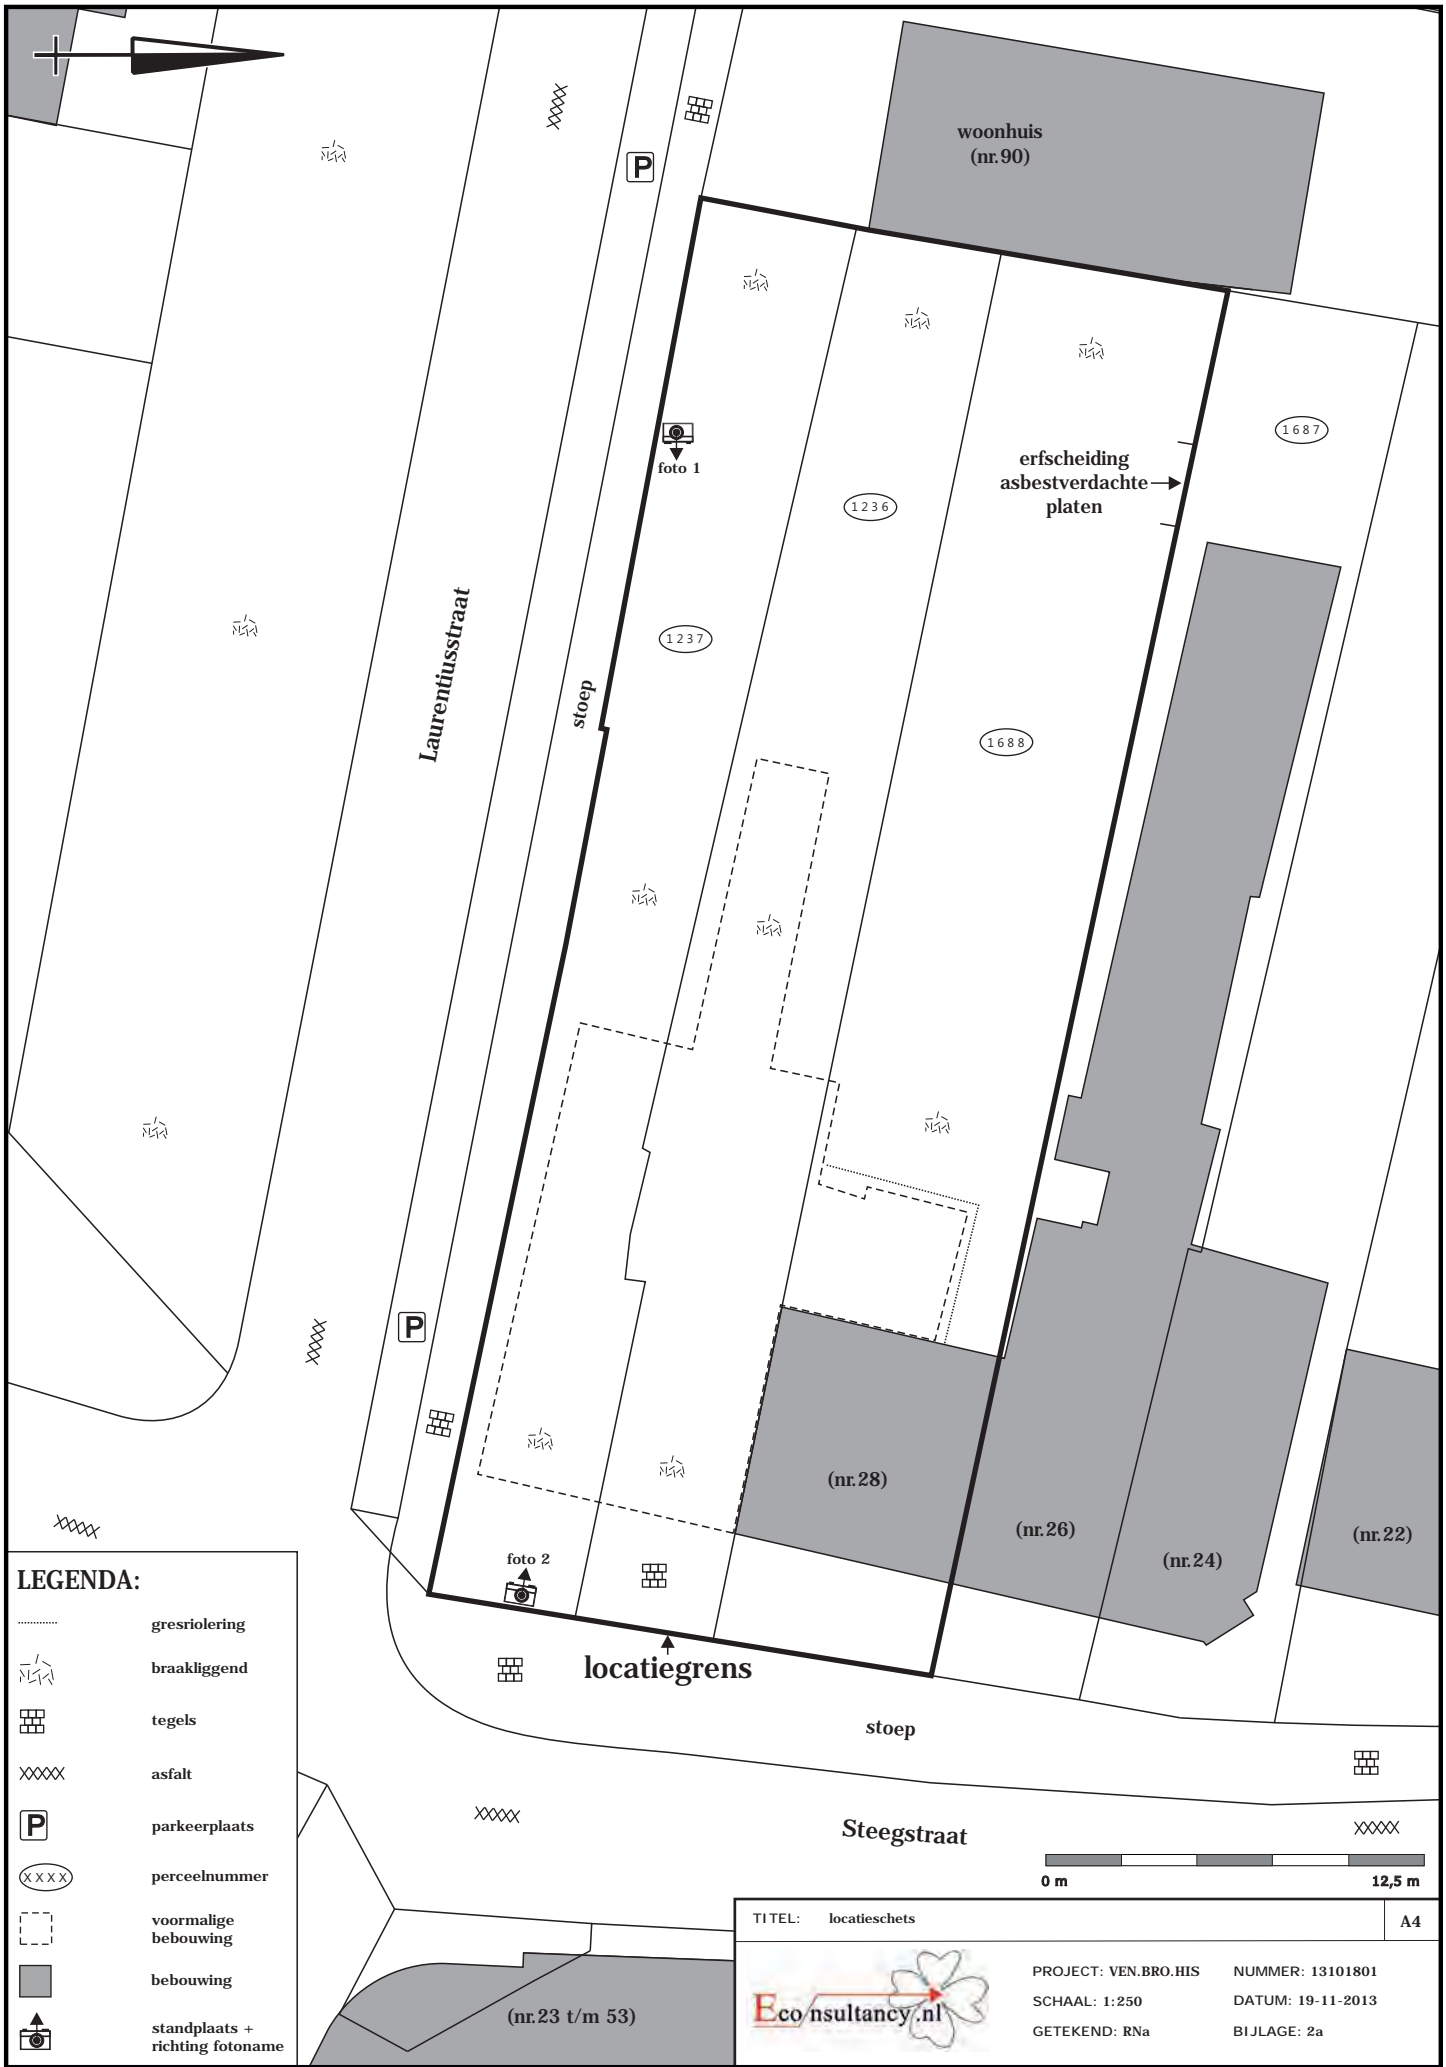 woonhuis
(nr.90)
P
foto 1
erfscheiding
asbestverdachte
platen
1687
1236
Laurentiusstraat
stoep
1237
1688
P
(nr.28)
(nr.26)
(nr.24)
(nr.22)
foto 2
locatiegrens
stoep
Steegstraat
0 m 12,5 m
(nr.23 t/m 53)
LEGENDA:
gresriolering
braakliggend
tegels
asfalt
P parkeerplaats
XXXX perceelnummer
voormalige
bebouwing
bebouwing
standplaats +
richting fotoname
TITEL: locatieschets A4
Econsultancy.nl
PROJECT: VEN.BRO.HIS NUMMER: 13101801
SCHAAL: 1:250 DATUM: 19-11-2013
GETEKEND: RNa BIJLAGE: 2a